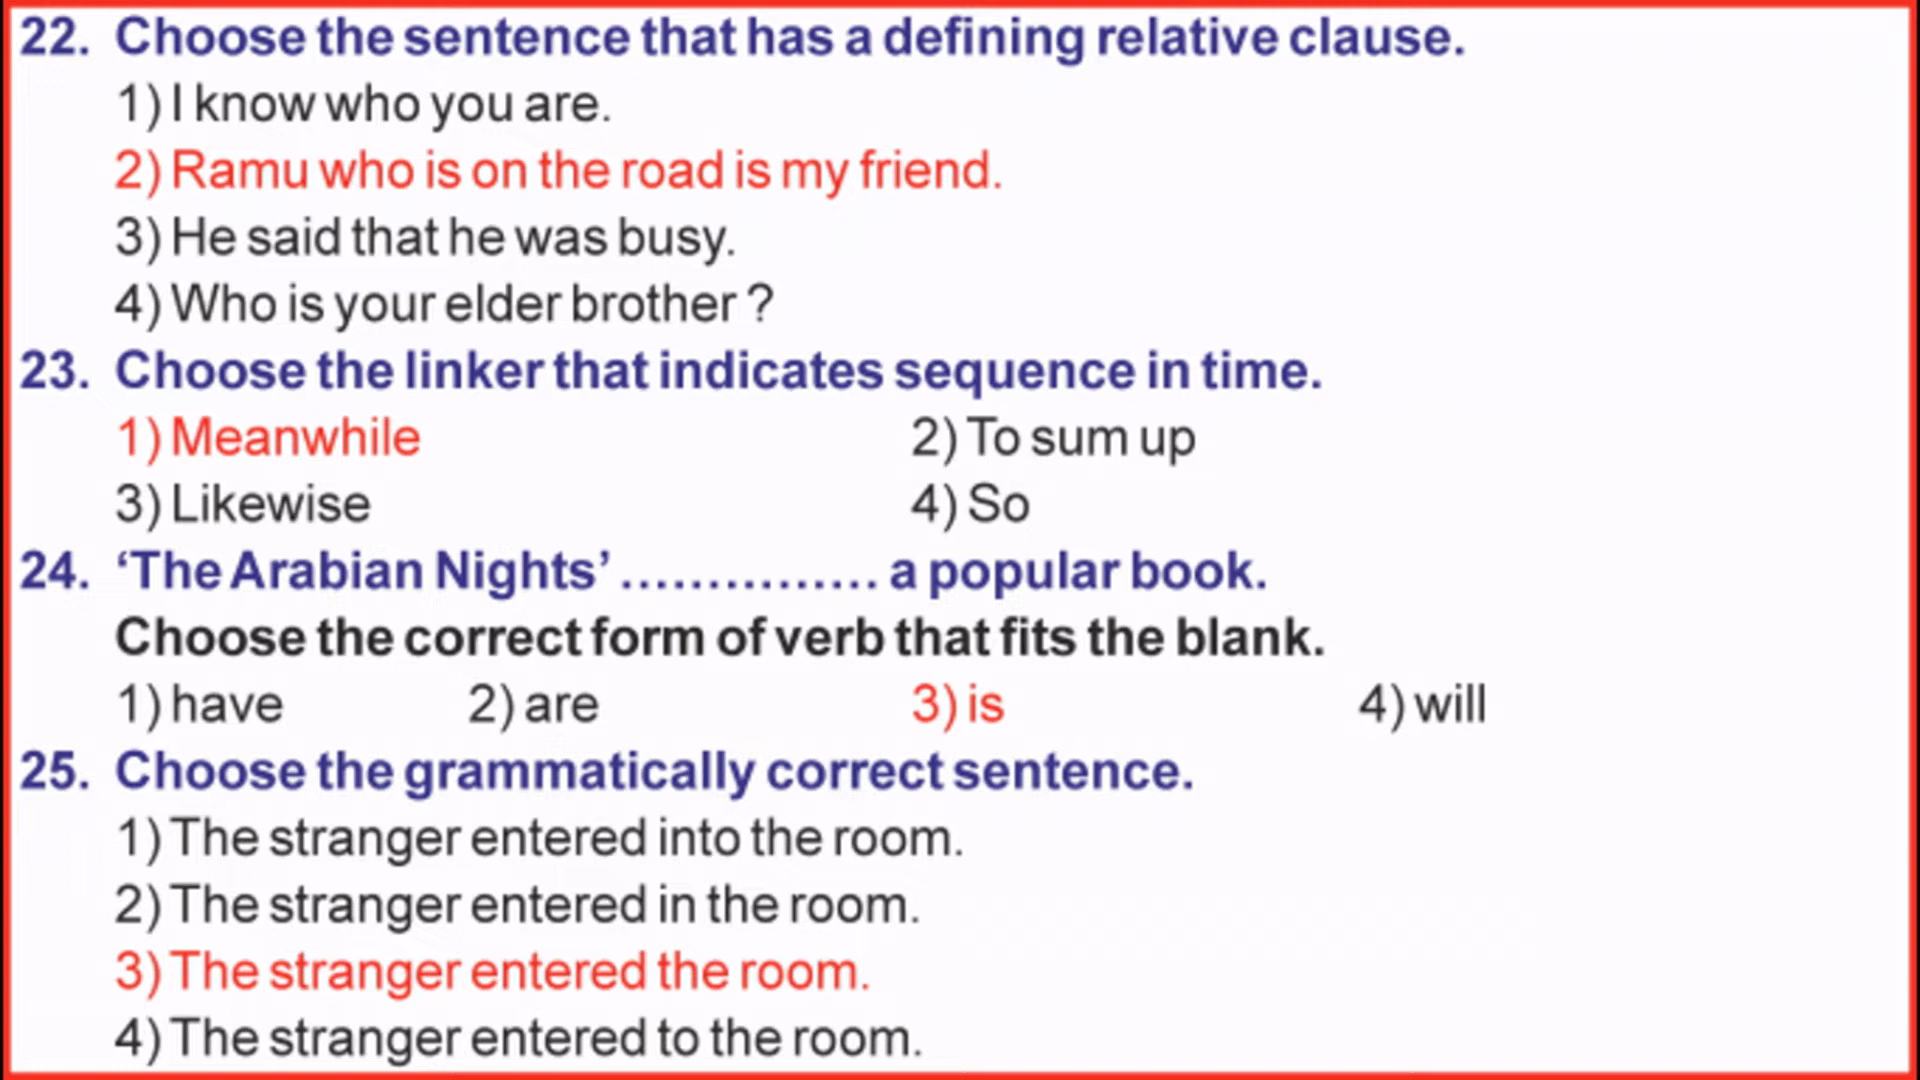 22. Choose the sentence that has a defining relative clause.
1) I know who you are.
2) Ramu who is on the road is my friend.
3) He said that he was busy.
4) Who is your elder brother ?
23. Choose the linker that indicates sequence in time.
1) Meanwhile 2) To sum up
3) Likewise 4) So
24. ‘The Arabian Nights’ ............... a popular book.
Choose the correct form of verb that fits the blank.
1) have 2) are 3) is 4) will
25. Choose the grammatically correct sentence.
1) The stranger entered into the room.
2) The stranger entered in the room.
3) The stranger entered the room.
4) The stranger entered to the room.